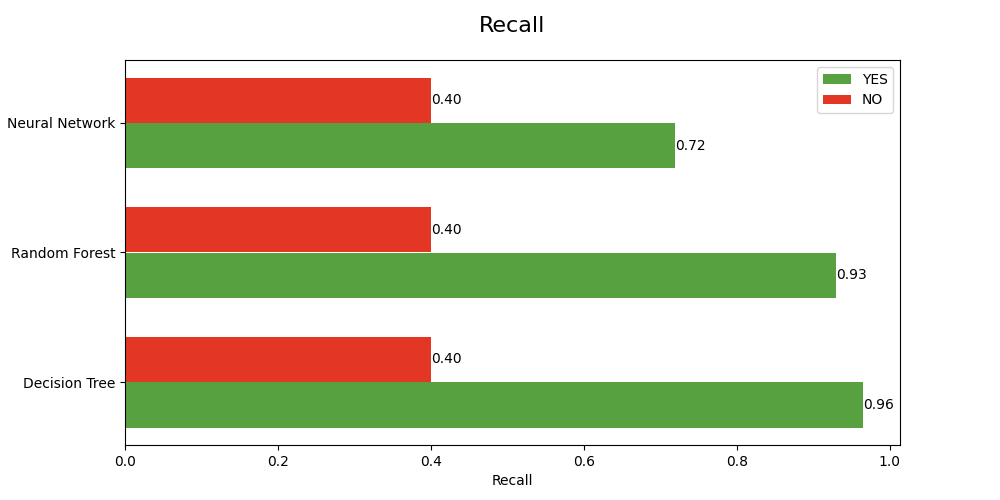 Recall
YES
NO
Neural Network
0.40
0.72
Random Forest
0.40
0.93
Decision Tree
0.40
0.96
0.0 0.2 0.4 0.6 0.8 1.0
Recall